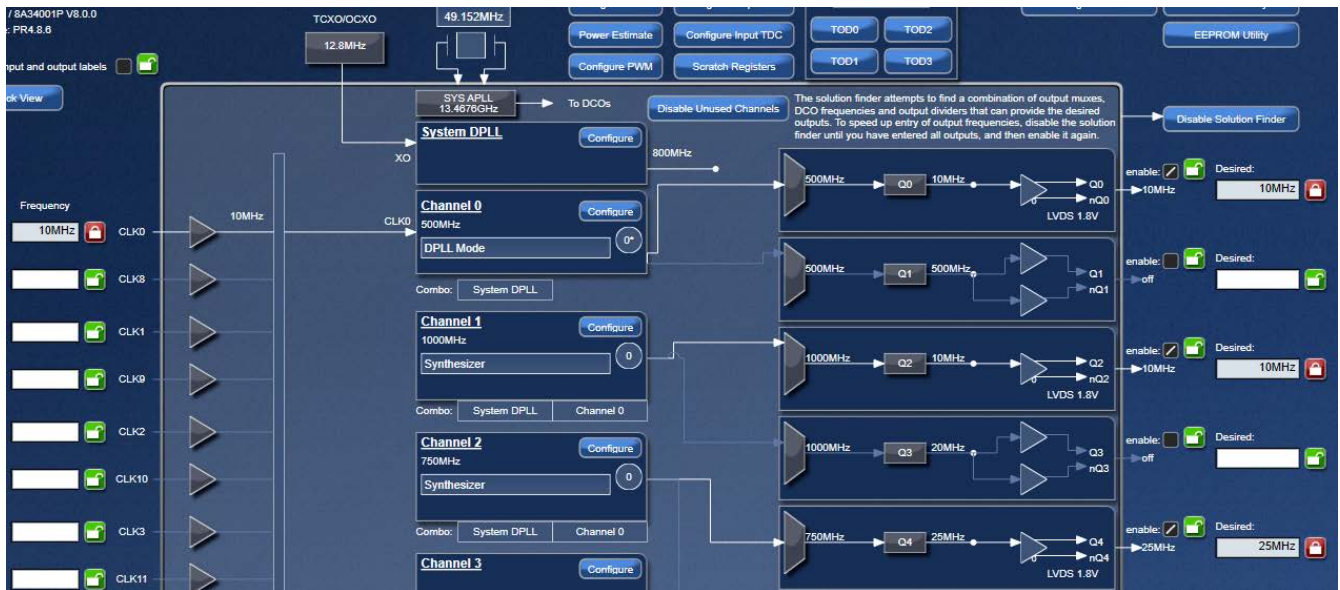 / 8A34001P V8.0.0
: PR4.8.6
nput and output labels
ck View
TCXO/OCXO
12.8MHz
49.152MHz
Power Estimate
Configure Input TDC
Configure PWM
Scratch Registers
TOD0
TOD2
TOD1
TOD3
EEPROM Utility
SYS APLL
13.4676GHz
To DCOs
Disable Unused Channels
The solution finder attempts to find a combination of output muxes,
DCO frequencies and output dividers that can provide the desired
outputs. To speed up entry of output frequencies, disable the solution
finder until you have entered all outputs, and then enable it again.
Disable Solution Finder
System DPLL
Configure
XO
800MHz
Frequency
10MHz
CLK0
10MHz
CLK0
Channel 0
Configure
500MHz
DPLL Mode
0*
Combo:
System DPLL
CLK8
CLK1
CLK9
CLK2
CLK10
CLK3
CLK11
Channel 1
Configure
1000MHz
Synthesizer
0
Combo:
System DPLL
Channel 0
Channel 2
Configure
750MHz
Synthesizer
0
Combo:
System DPLL
Channel 0
Channel 3
Configure
500MHz
Q0
10MHz
Q0
nQ0
LVDS 1.8V
enable:
10MHz
Desired:
10MHz
500MHz
Q1
500MHz
Q1
nQ1
enable:
off
Desired:
1000MHz
Q2
10MHz
Q2
nQ2
LVDS 1.8V
enable:
10MHz
Desired:
10MHz
1000MHz
Q3
20MHz
Q3
nQ3
enable:
off
Desired:
750MHz
Q4
25MHz
Q4
nQ4
LVDS 1.8V
enable:
25MHz
Desired:
25MHz